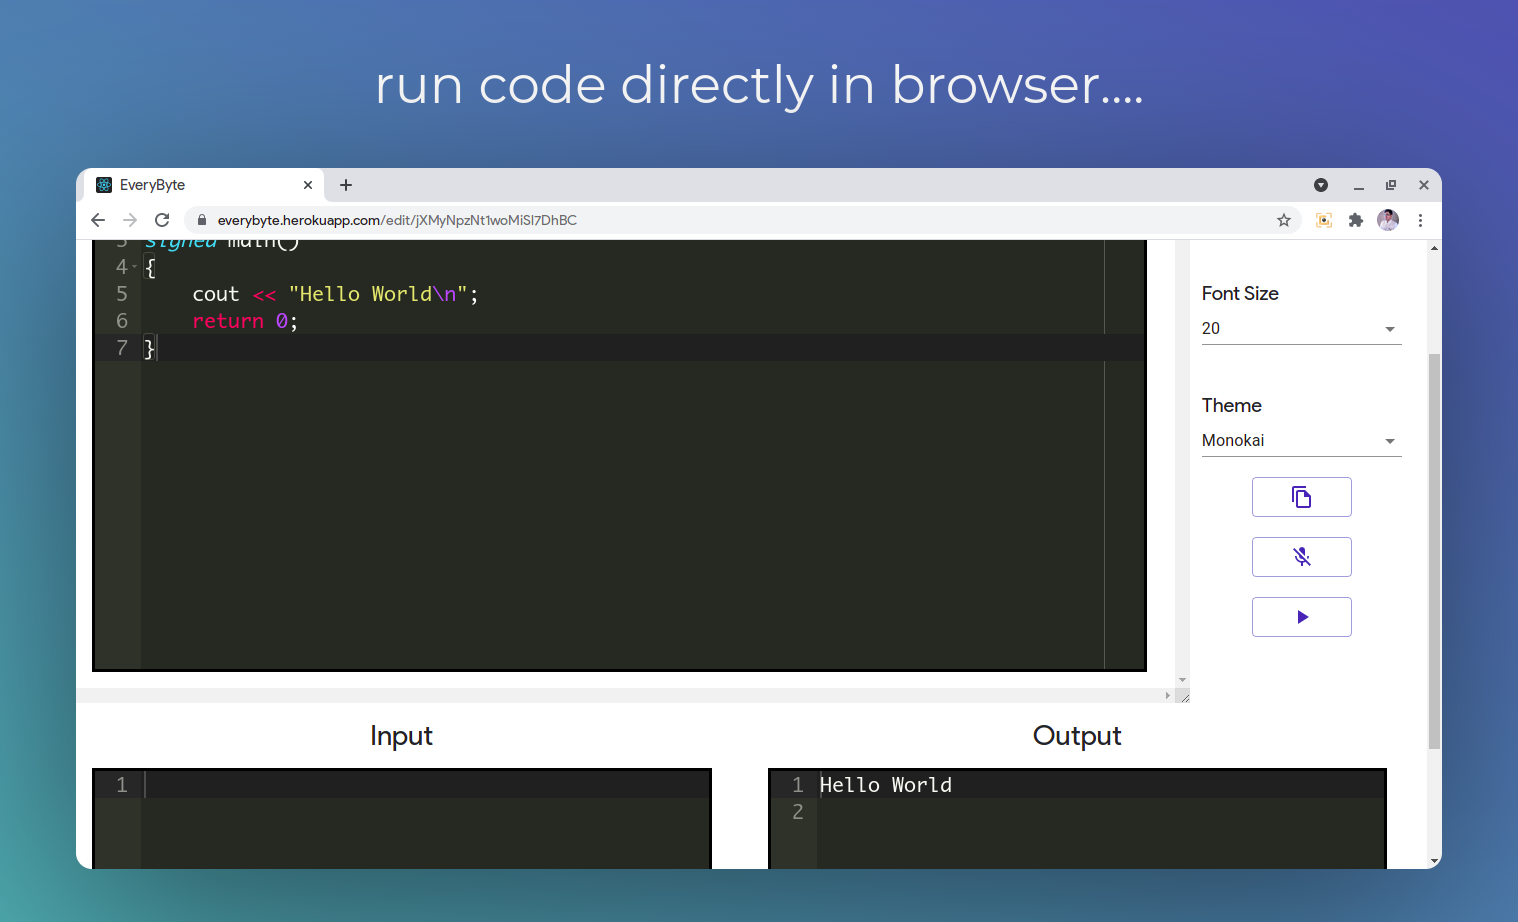 run code directly in browser....
EveryByte
everybyte.herokuapp.com/edit/jXMyNpzNt1woMiSl7DhBC
3 signed main()
4 {
5 cout << "Hello World\n";
6 return 0;
7 }
Font Size
20
Theme
Monokai
Input
Output
1
1 Hello World
2